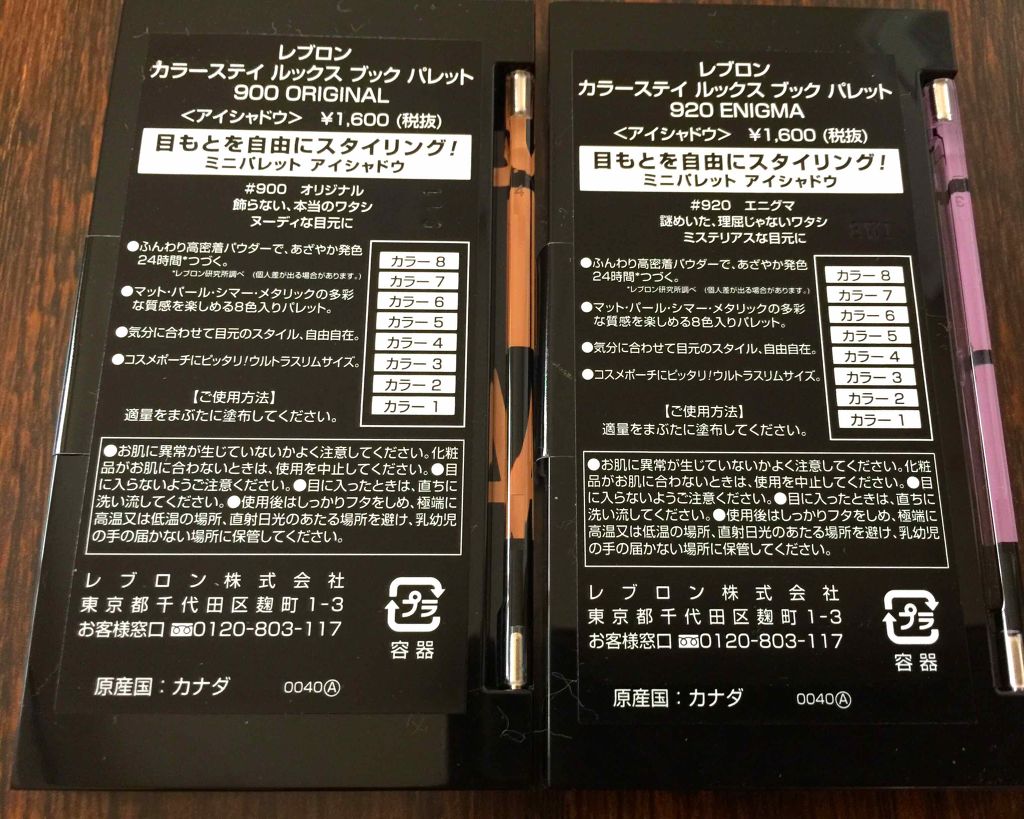 レブロン
カラーステイ ルックス ブック パレット
900 ORIGINAL
<アイシャドウ> ¥1,600 (税抜)
目もとを自由にスタイリング!
ミニパレット アイシャドウ
#900 オリジナル
飾らない、本当のワタシ
ヌーディな目元に
●ふんわり高密着パウダーで、あざやか発色
24時間*つづく。
*レブロン研究所調べ (個人差が出る場合があります。)
●マット・パール・シマー・メタリックの多彩
な質感を楽しめる8色入りパレット。
●気分に合わせて目元のスタイル、自由自在。
●コスメポーチにピッタリ!ウルトラスリムサイズ。
【ご使用方法】
適量をまぶたに塗布してください。
カラー 8
カラー 7
カラー 6
カラー 5
カラー 4
カラー 3
カラー 2
カラー 1
●お肌に異常が生じていないかよく注意してください。化粧
品がお肌に合わないときは、使用を中止してください。●目
に入らないようご注意ください。●目に入ったときは、直ちに
洗い流してください。●使用後はしっかりフタをしめ、極端に
高温又は低温の場所、直射日光のあたる場所を避け、乳幼児
の手の届かない場所に保管してください。
レブロン株式会社
東京都千代田区麹町 1-3
お客様窓口 0120-803-117
プラ
容器
原産国:カナダ 0040Ⓐ
4
レブロン
カラーステイ ルックス ブック パレット
920 ENIGMA
<アイシャドウ> ¥1,600 (税抜)
目もとを自由にスタイリング!
ミニパレット アイシャドウ
#920 エニグマ
謎めいた、理屈じゃないワタシ
ミステリアスな目元に
●ふんわり高密着パウダーで、あざやか発色
24時間*つづく。
*レブロン研究所調べ (個人差が出る場合があります。)
●マット・パール・シマー・メタリックの多彩
な質感を楽しめる8色入りパレット。
●気分に合わせて目元のスタイル、自由自在。
●コスメポーチにピッタリ!ウルトラスリムサイズ。
【ご使用方法】
適量をまぶたに塗布してください。
カラー 8
カラー 7
カラー 6
カラー 5
カラー 4
カラー 3
カラー 2
カラー 1
●お肌に異常が生じていないかよく注意してください。化粧
品がお肌に合わないときは、使用を中止してください。●目
に入らないようご注意ください。●目に入ったときは、直ちに
洗い流してください。●使用後はしっかりフタをしめ、極端に
高温又は低温の場所、直射日光のあたる場所を避け、乳幼児
の手の届かない場所に保管してください。
レブロン株式会社
東京都千代田区麹町 1-3
お客様窓口 0120-803-117
プラ
容器
原産国:カナダ 0040Ⓐ
3